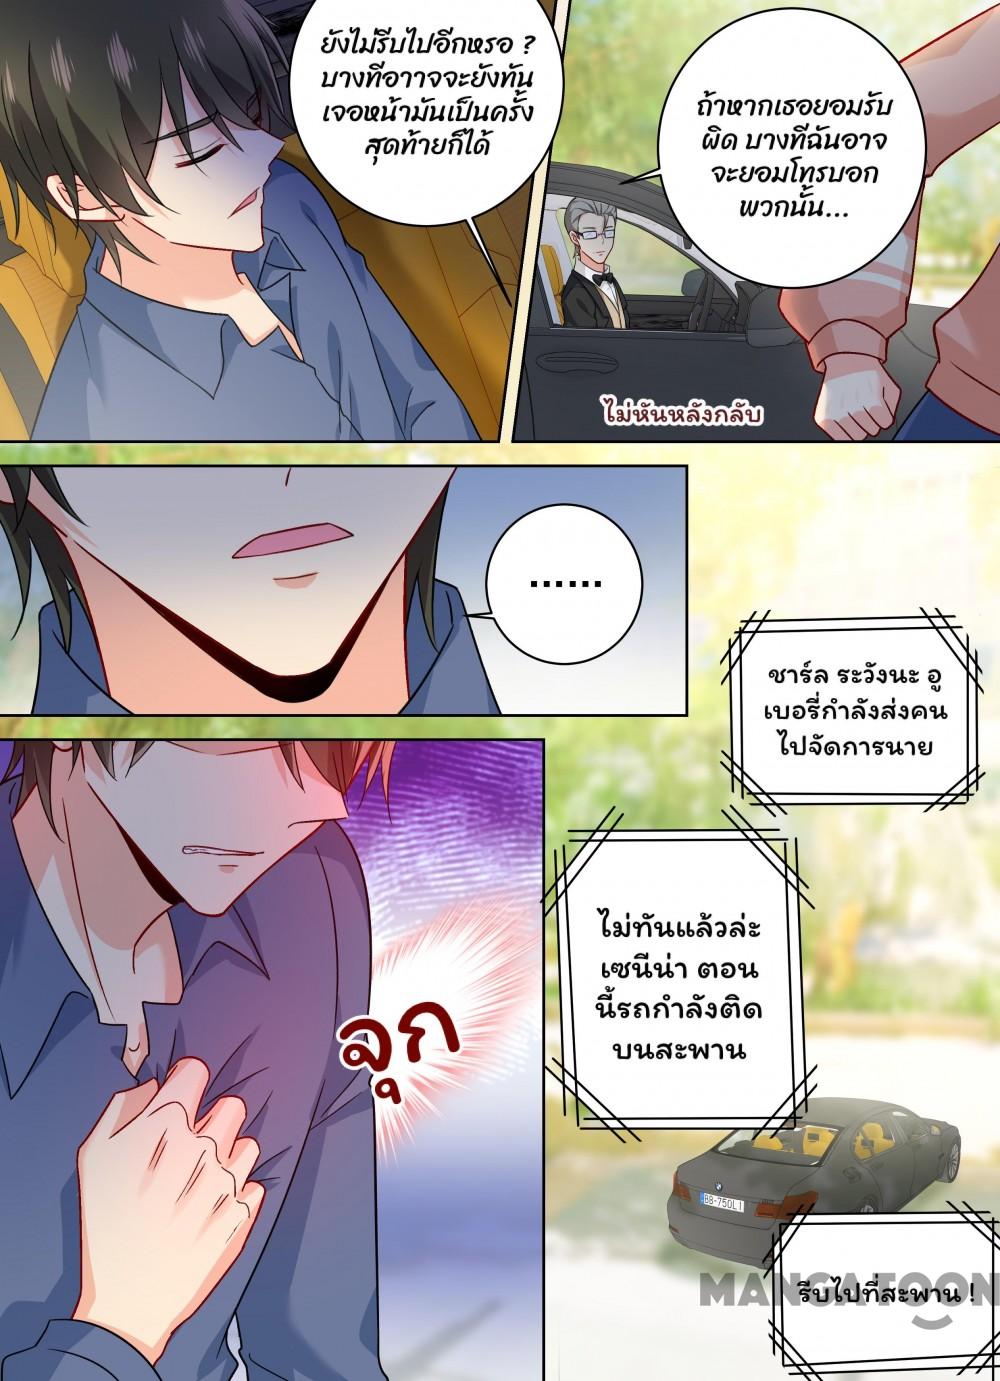 ยังไม่รีบไปอีกหรอ ?
บางทีอาาจจะยังทัน
เจอหน้ามันเป็นครั้ง
สุดท้ายก็ได้
ถ้าหากเธอยอมรับ
ผิด บางทีฉันอาจ
จะยอมโทรบอก
พวกนั้น...
ไม่หันหลังกลับ
......
ชาร์ล ระวังนะ อู
เบอรี่กำลังส่งคน
ไปจัดการนาย
จุก
ไม่ทันแล้วล่ะ
เซนีน่า ตอน
นี้รถกำลังติด
บนสะพาน
BB-750LI
รีบไปที่สะพาน !
MANGATOON